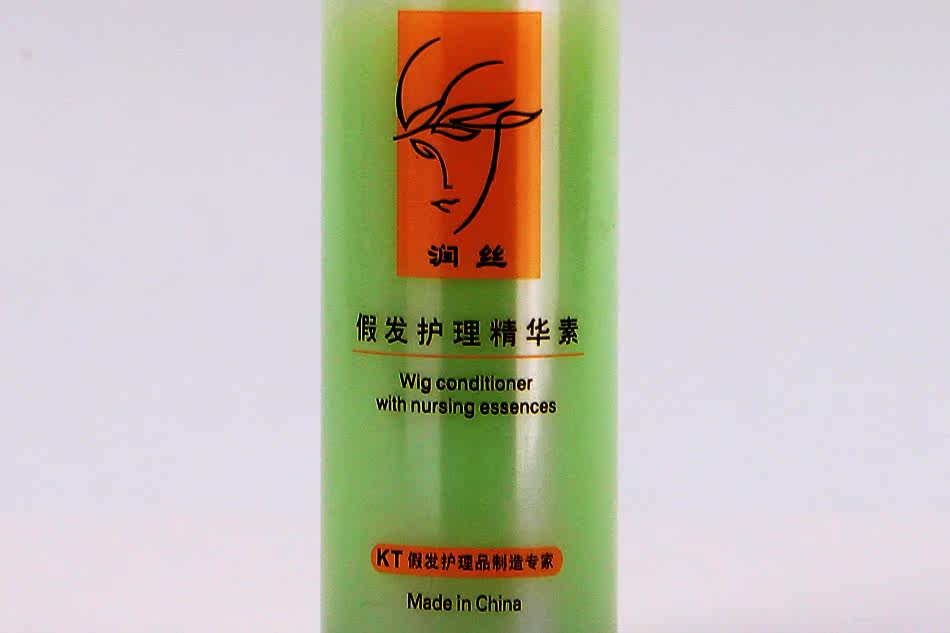 润丝
假发护理精华素
Wig conditioner
with nursing essences
KT 假发护理品制造专家
Made in China